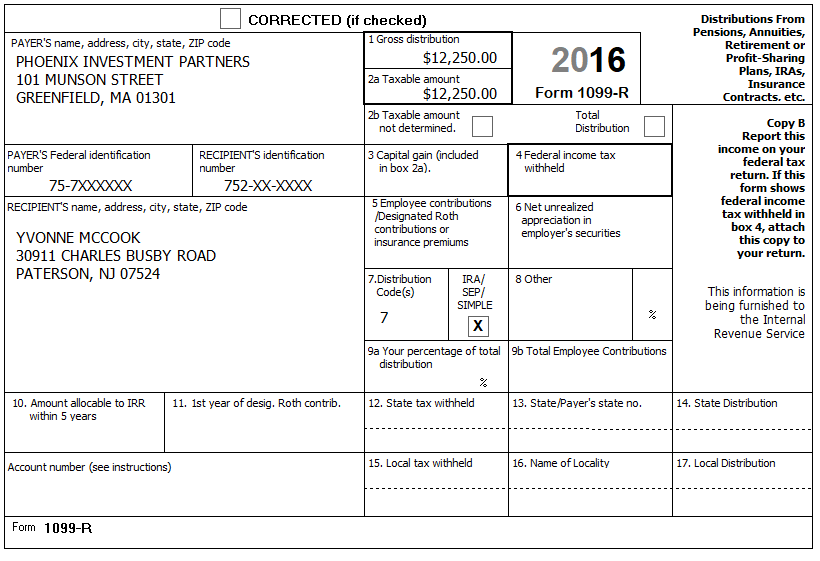 CORRECTED (if checked)
PAYER'S name, address, city, state, ZIP code
PHOENIX INVESTMENT PARTNERS
101 MUNSON STREET
GREENFIELD, MA 01301
1 Gross distribution
$12,250.00
2a Taxable amount
$12,250.00
2016
Form 1099-R
Distributions From
Pensions, Annuities,
Retirement or
Profit-Sharing
Plans, IRAs,
Insurance
Contracts, etc.
2b Taxable amount
not determined.
Total
Distribution
Copy B
Report this
income on your
federal tax
return. If this
form shows
federal income
tax withheld in
box 4, attach
this copy to
your return.
This information is
being furnished to
the Internal
Revenue Service
PAYER'S Federal identification
number
75-7XXXXXX
RECIPIENT'S identification
number
752-XX-XXXX
3 Capital gain (included
in box 2a).
4 Federal income tax
withheld
RECIPIENT'S name, address, city, state, ZIP code
YVONNE MCCOOK
30911 CHARLES BUSBY ROAD
PATERSON, NJ 07524
5 Employee contributions
/Designated Roth
contributions or
insurance premiums
6 Net unrealized
appreciation in
employer's securities
7.Distribution
Code(s)
7
IRA/
SEP/
SIMPLE
X
8 Other
%
9a Your percentage of total
distribution
%
9b Total Employee Contributions
10. Amount allocable to IRR
within 5 years
11. 1st year of desig. Roth contrib.
12. State tax withheld
13. State/Payer's state no.
14. State Distribution
Account number (see instructions)
15. Local tax withheld
16. Name of Locality
17. Local Distribution
Form 1099-R